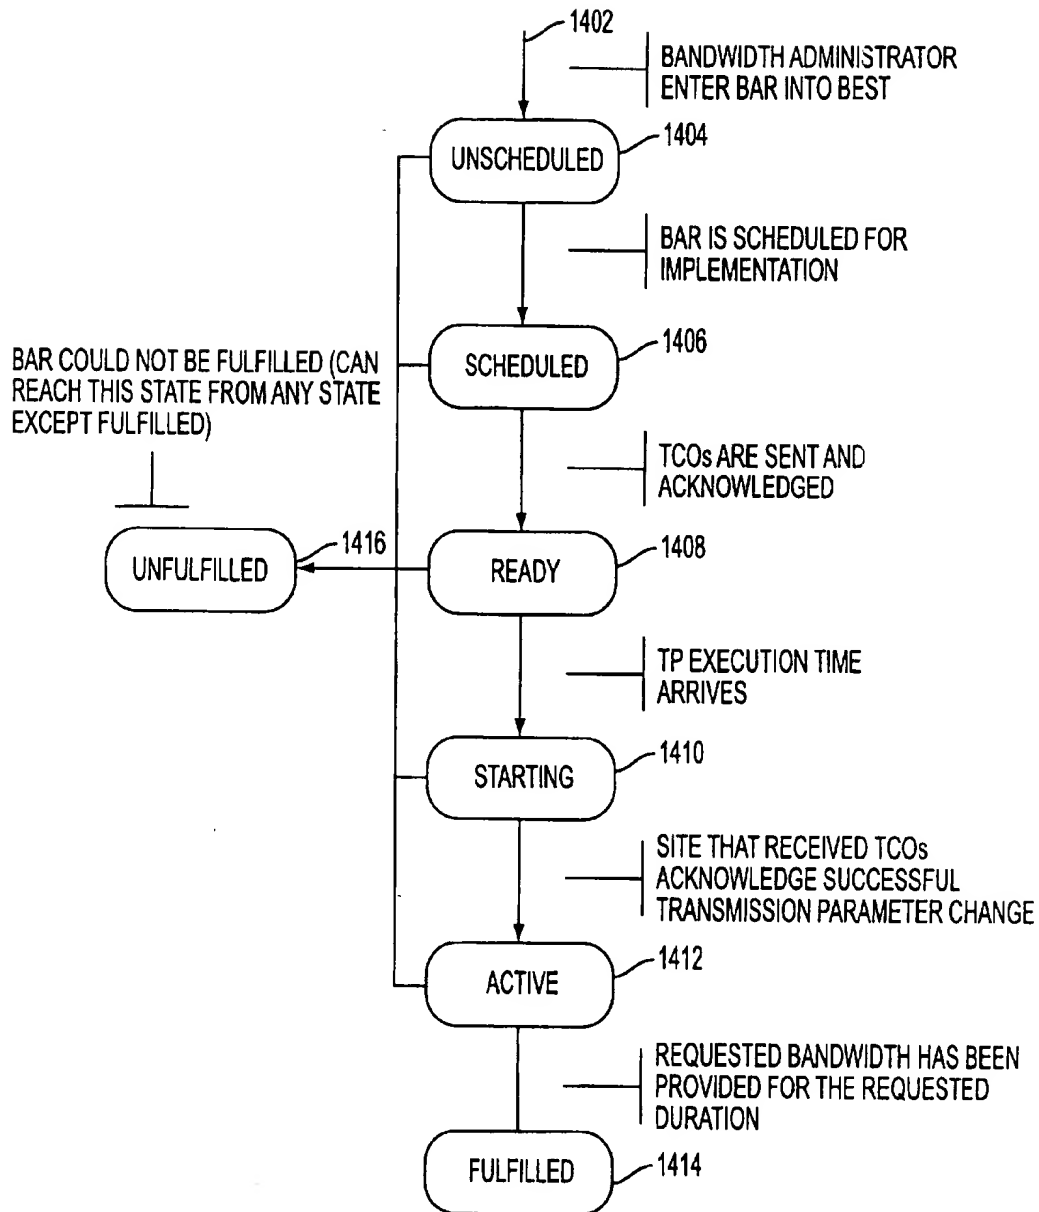 1402
BANDWIDTH ADMINISTRATOR
ENTER BAR INTO BEST
UNSCHEDULED
1404
BAR IS SCHEDULED FOR
IMPLEMENTATION
SCHEDULED
1406
BAR COULD NOT BE FULFILLED (CAN
REACH THIS STATE FROM ANY STATE
EXCEPT FULFILLED)
TCOs ARE SENT AND
ACKNOWLEDGED
UNFULFILLED
1416
READY
1408
TP EXECUTION TIME
ARRIVES
STARTING
1410
SITE THAT RECEIVED TCOs
ACKNOWLEDGE SUCCESSFUL
TRANSMISSION PARAMETER CHANGE
ACTIVE
1412
REQUESTED BANDWIDTH HAS BEEN
PROVIDED FOR THE REQUESTED
DURATION
FULFILLED
1414